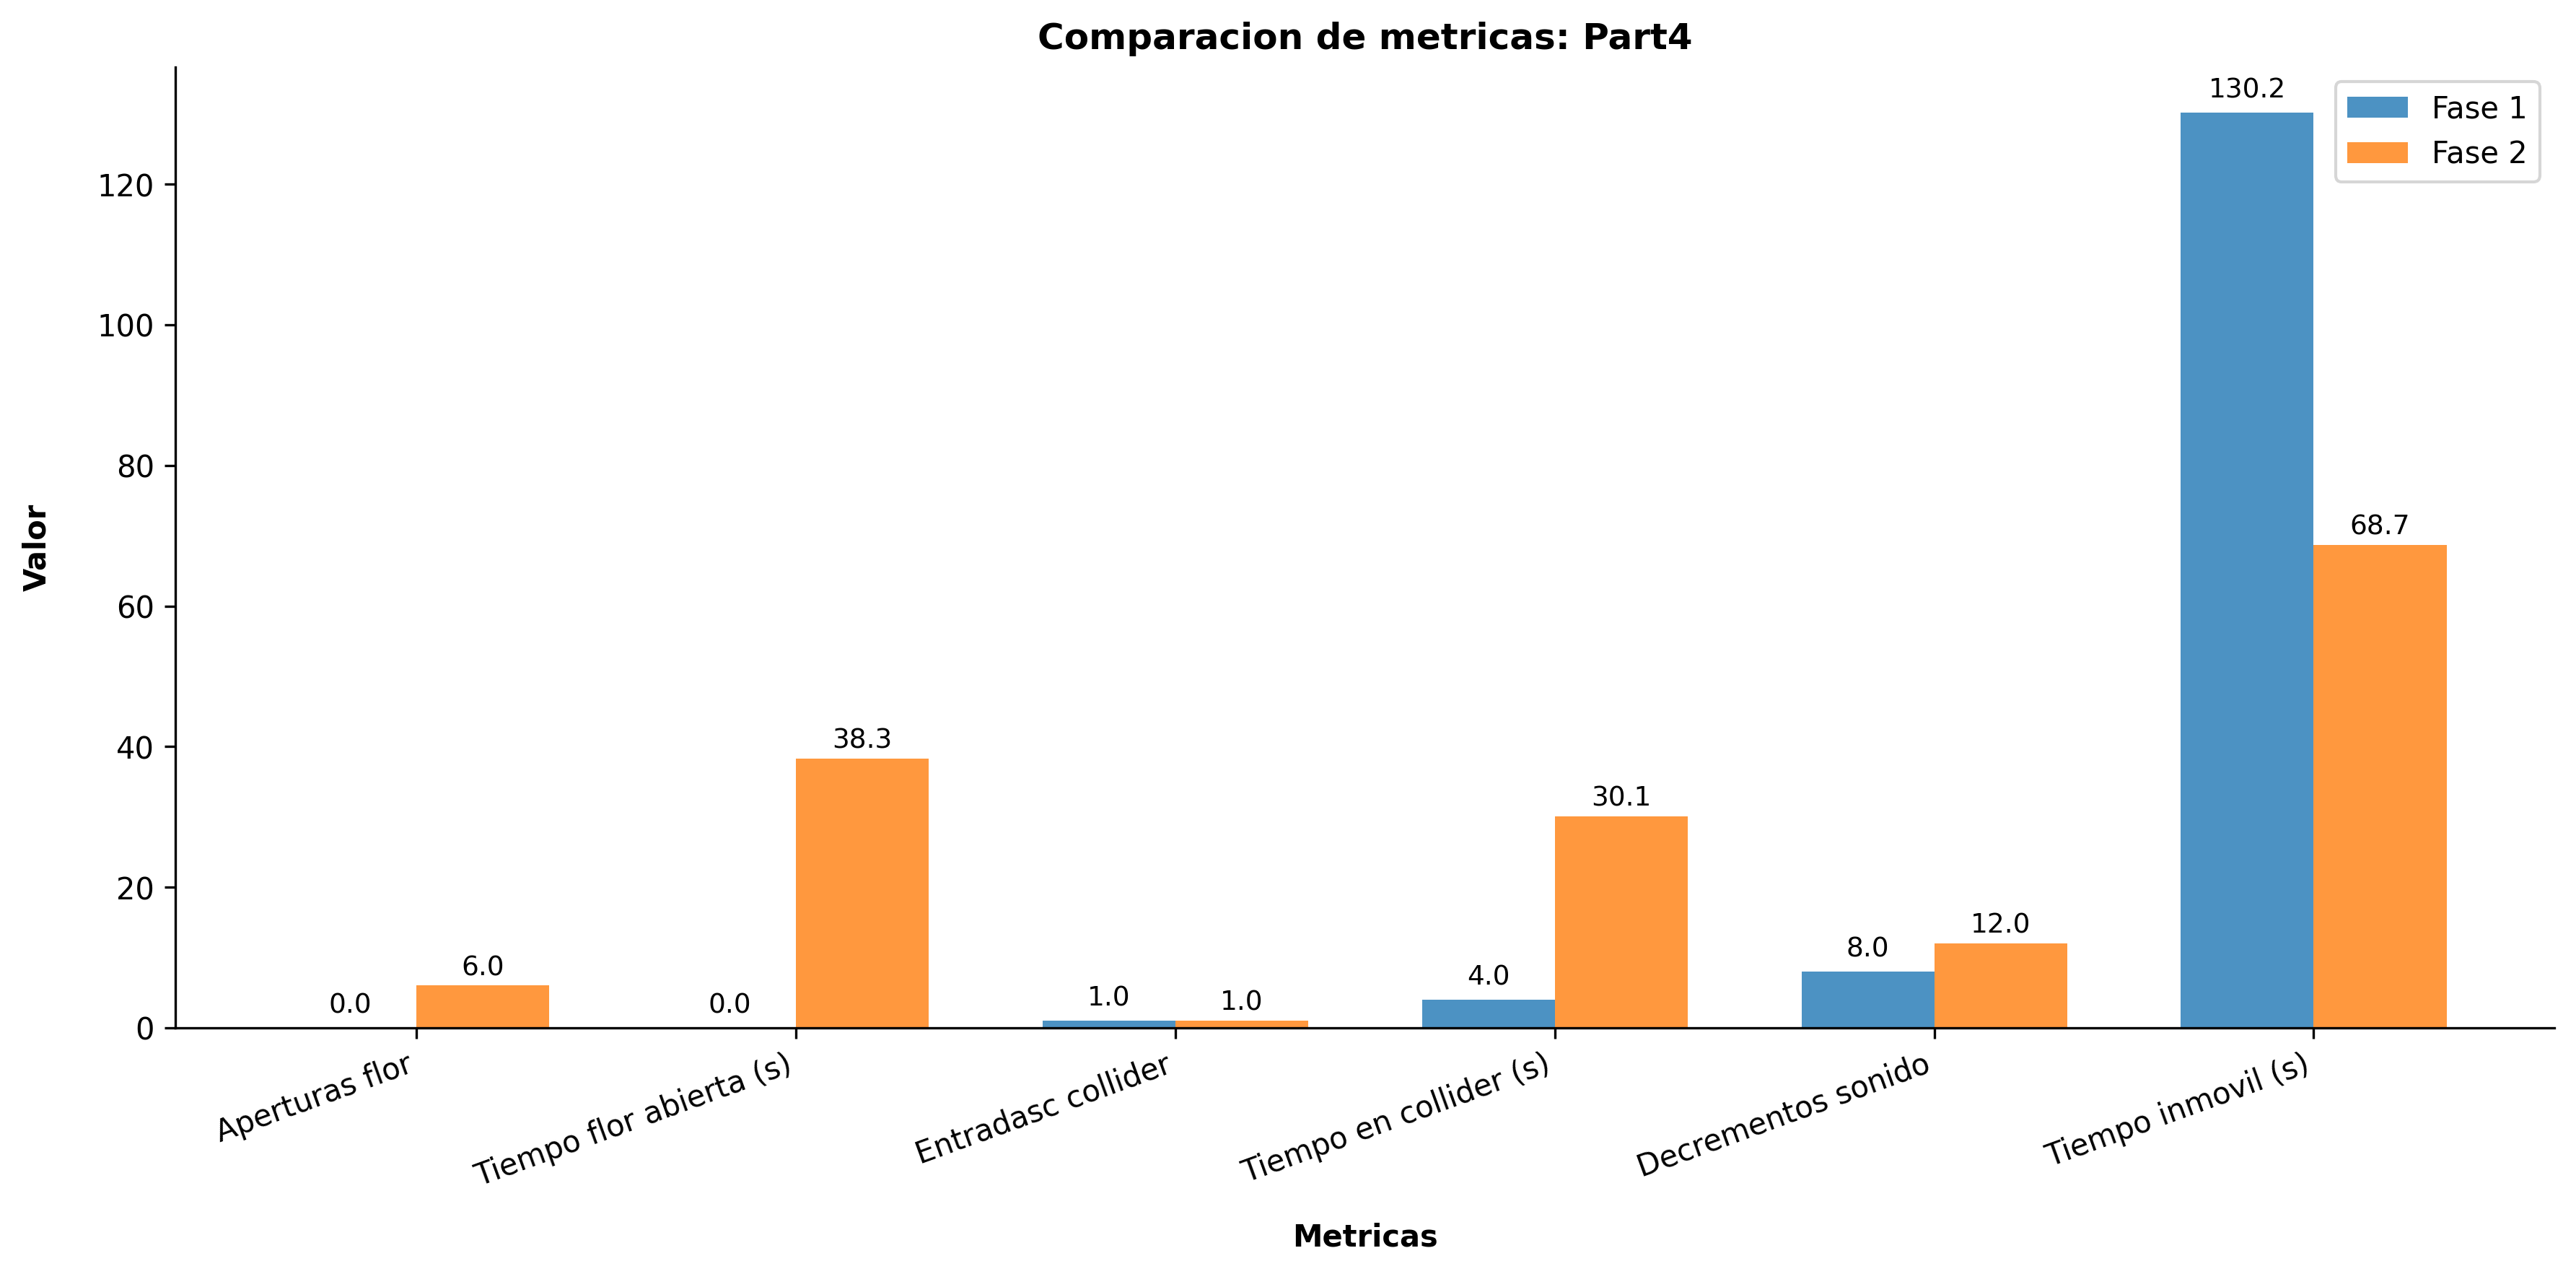 Comparacion de metricas: Part4
Fase 1
Fase 2
Valor
120
100
80
60
40
20
0
0.0
6.0
0.0
38.3
1.0
1.0
4.0
30.1
8.0
12.0
130.2
68.7
Aperturas flor
Tiempo flor abierta (s)
Entradasc collider
Tiempo en collider (s)
Decrementos sonido
Tiempo inmovil (s)
Metricas